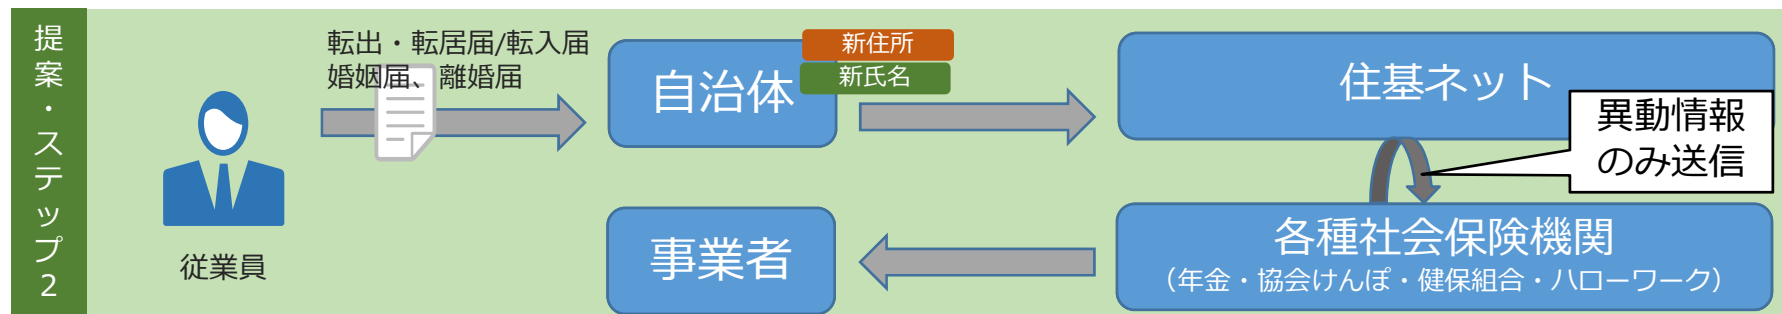 提案・ステップ2
転出・転居届/転入届
婚姻届、離婚届
従業員
自治体
新住所
新氏名
住基ネット
異動情報
のみ送信
事業者
各種社会保険機関
（年金・協会けんぽ・健保組合・ハローワーク）